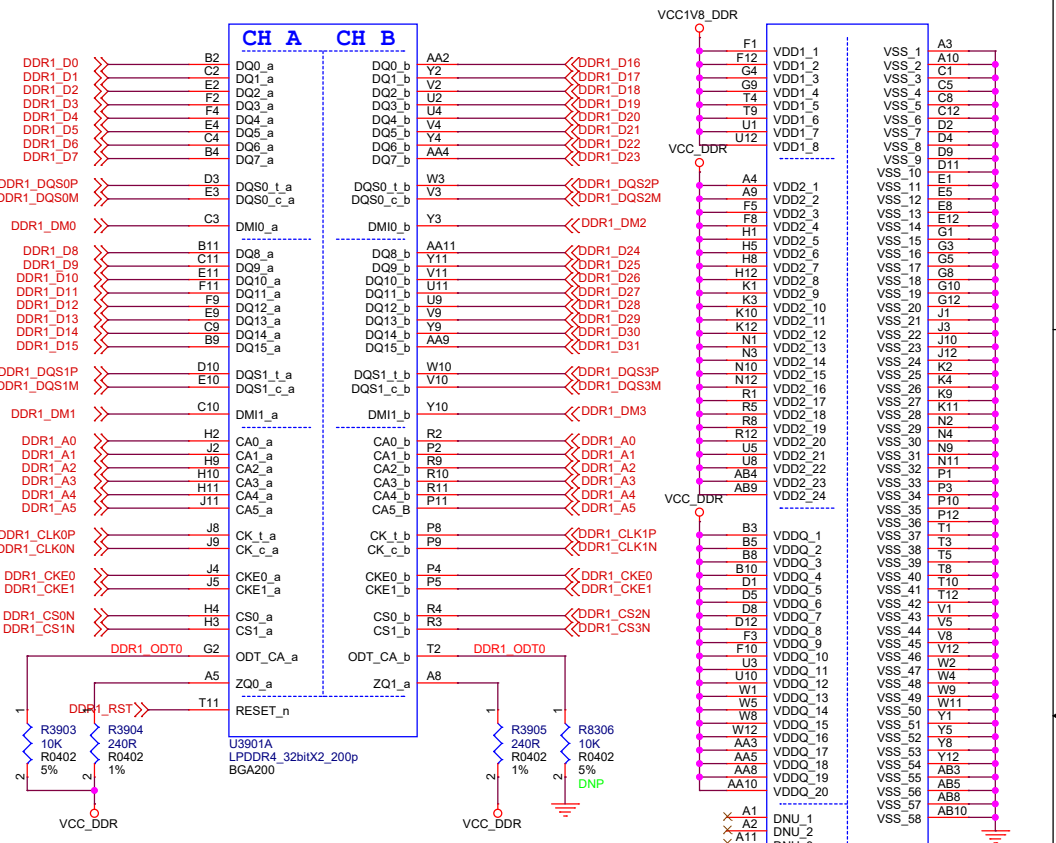 CH A CH B
DDR1_D0 B2 DQ0_a DQ0_b AA2 DDR1_D16
DDR1_D1 C2 DQ1_a DQ1_b Y2 DDR1_D17
DDR1_D2 E2 DQ2_a DQ2_b V2 DDR1_D18
DDR1_D3 F2 DQ3_a DQ3_b U2 DDR1_D19
DDR1_D4 F4 DQ4_a DQ4_b U4 DDR1_D20
DDR1_D5 E4 DQ5_a DQ5_b V4 DDR1_D21
DDR1_D6 C4 DQ6_a DQ6_b Y4 DDR1_D22
DDR1_D7 B4 DQ7_a DQ7_b AA4 DDR1_D23
DDR1_DQS0P D3 DQS0_t_a DQS0_t_b W3 DDR1_DQS2P
DDR1_DQS0M E3 DQS0_c_a DQS0_c_b V3 DDR1_DQS2M
DDR1_DM0 C3 DMI0_a DMI0_b Y3 DDR1_DM2
DDR1_D8 B11 DQ8_a DQ8_b AA11 DDR1_D24
DDR1_D9 C11 DQ9_a DQ9_b Y11 DDR1_D25
DDR1_D10 E11 DQ10_a DQ10_b V11 DDR1_D26
DDR1_D11 F11 DQ11_a DQ11_b U11 DDR1_D27
DDR1_D12 F9 DQ12_a DQ12_b U9 DDR1_D28
DDR1_D13 E9 DQ13_a DQ13_b V9 DDR1_D29
DDR1_D14 C9 DQ14_a DQ14_b Y9 DDR1_D30
DDR1_D15 B9 DQ15_a DQ15_b AA9 DDR1_D31
DDR1_DQS1P D10 DQS1_t_a DQS1_t_b W10 DDR1_DQS3P
DDR1_DQS1M E10 DQS1_c_a DQS1_c_b V10 DDR1_DQS3M
DDR1_DM1 C10 DMI1_a DMI1_b Y10 DDR1_DM3
DDR1_A0 H2 CA0_a CA0_b R2 DDR1_A0
DDR1_A1 J2 CA1_a CA1_b P2 DDR1_A1
DDR1_A2 H9 CA2_a CA2_b R9 DDR1_A2
DDR1_A3 H10 CA3_a CA3_b R10 DDR1_A3
DDR1_A4 H11 CA4_a CA4_b R11 DDR1_A4
DDR1_A5 J11 CA5_a CA5_B P11 DDR1_A5
DDR1_CLK0P J8 CK_t_a CK_t_b P8 DDR1_CLK1P
DDR1_CLK0N J9 CK_c_a CK_c_b P9 DDR1_CLK1N
DDR1_CKE0 J4 CKE0_a CKE0_b P4 DDR1_CKE0
DDR1_CKE1 J5 CKE1_a CKE1_b P5 DDR1_CKE1
DDR1_CS0N H4 CS0_a CS0_b R4 DDR1_CS2N
DDR1_CS1N H3 CS1_a CS1_b R3 DDR1_CS3N
DDR1_ODT0 G2 ODT_CA_a ODT_CA_b T2 DDR1_ODT0
A5 ZQ0_a ZQ1_a A8
DDR1_RST T11 RESET_n
1 R3903 10K R0402 5% 2
1 R3904 240R R0402 1% 2
VCC_DDR
U3901A
LPDDR4_32bitX2_200p
BGA200
1 R3905 240R R0402 1% 2
1 R8306 10K R0402 5% 2
DNP
VCC_DDR
VCC1V8_DDR
F1 VDD1_1
F12 VDD1_2
G4 VDD1_3
G9 VDD1_4
T4 VDD1_5
T9 VDD1_6
U1 VDD1_7
U12 VDD1_8
VCC_DDR
A4 VDD2_1
A9 VDD2_2
F5 VDD2_3
F8 VDD2_4
H1 VDD2_5
H5 VDD2_6
H8 VDD2_7
H12 VDD2_8
K1 VDD2_9
K3 VDD2_10
K10 VDD2_11
K12 VDD2_12
N1 VDD2_13
N3 VDD2_14
N10 VDD2_15
N12 VDD2_16
R1 VDD2_17
R5 VDD2_18
R8 VDD2_19
R12 VDD2_20
U5 VDD2_21
U8 VDD2_22
AB4 VDD2_23
AB9 VDD2_24
VCC_DDR
B3 VDDQ_1
B5 VDDQ_2
B8 VDDQ_3
B10 VDDQ_4
D1 VDDQ_5
D5 VDDQ_6
D8 VDDQ_7
D12 VDDQ_8
F3 VDDQ_9
F10 VDDQ_10
U3 VDDQ_11
U10 VDDQ_12
W1 VDDQ_13
W5 VDDQ_14
W8 VDDQ_15
W12 VDDQ_16
AA3 VDDQ_17
AA5 VDDQ_18
AA8 VDDQ_19
AA10 VDDQ_20
A1 DNU_1
A2 DNU_2
A11
VSS_1 A3
VSS_2 A10
VSS_3 C1
VSS_4 C5
VSS_5 C8
VSS_6 C12
VSS_7 D2
VSS_8 D4
VSS_9 D9
VSS_10 D11
VSS_11 E1
VSS_12 E5
VSS_13 E8
VSS_14 E12
VSS_15 G1
VSS_16 G3
VSS_17 G5
VSS_18 G8
VSS_19 G10
VSS_20 G12
VSS_21 J1
VSS_22 J3
VSS_23 J10
VSS_24 J12
VSS_25 K2
VSS_26 K4
VSS_27 K9
VSS_28 K11
VSS_29 N2
VSS_30 N4
VSS_31 N9
VSS_32 N11
VSS_33 P1
VSS_34 P3
VSS_35 P10
VSS_36 P12
VSS_37 T1
VSS_38 T3
VSS_39 T5
VSS_40 T8
VSS_41 T10
VSS_42 T12
VSS_43 V1
VSS_44 V5
VSS_45 V8
VSS_46 V12
VSS_47 W2
VSS_48 W4
VSS_49 W9
VSS_50 W11
VSS_51 Y1
VSS_52 Y5
VSS_53 Y8
VSS_54 Y12
VSS_55 AB3
VSS_56 AB5
VSS_57 AB8
VSS_58 AB10